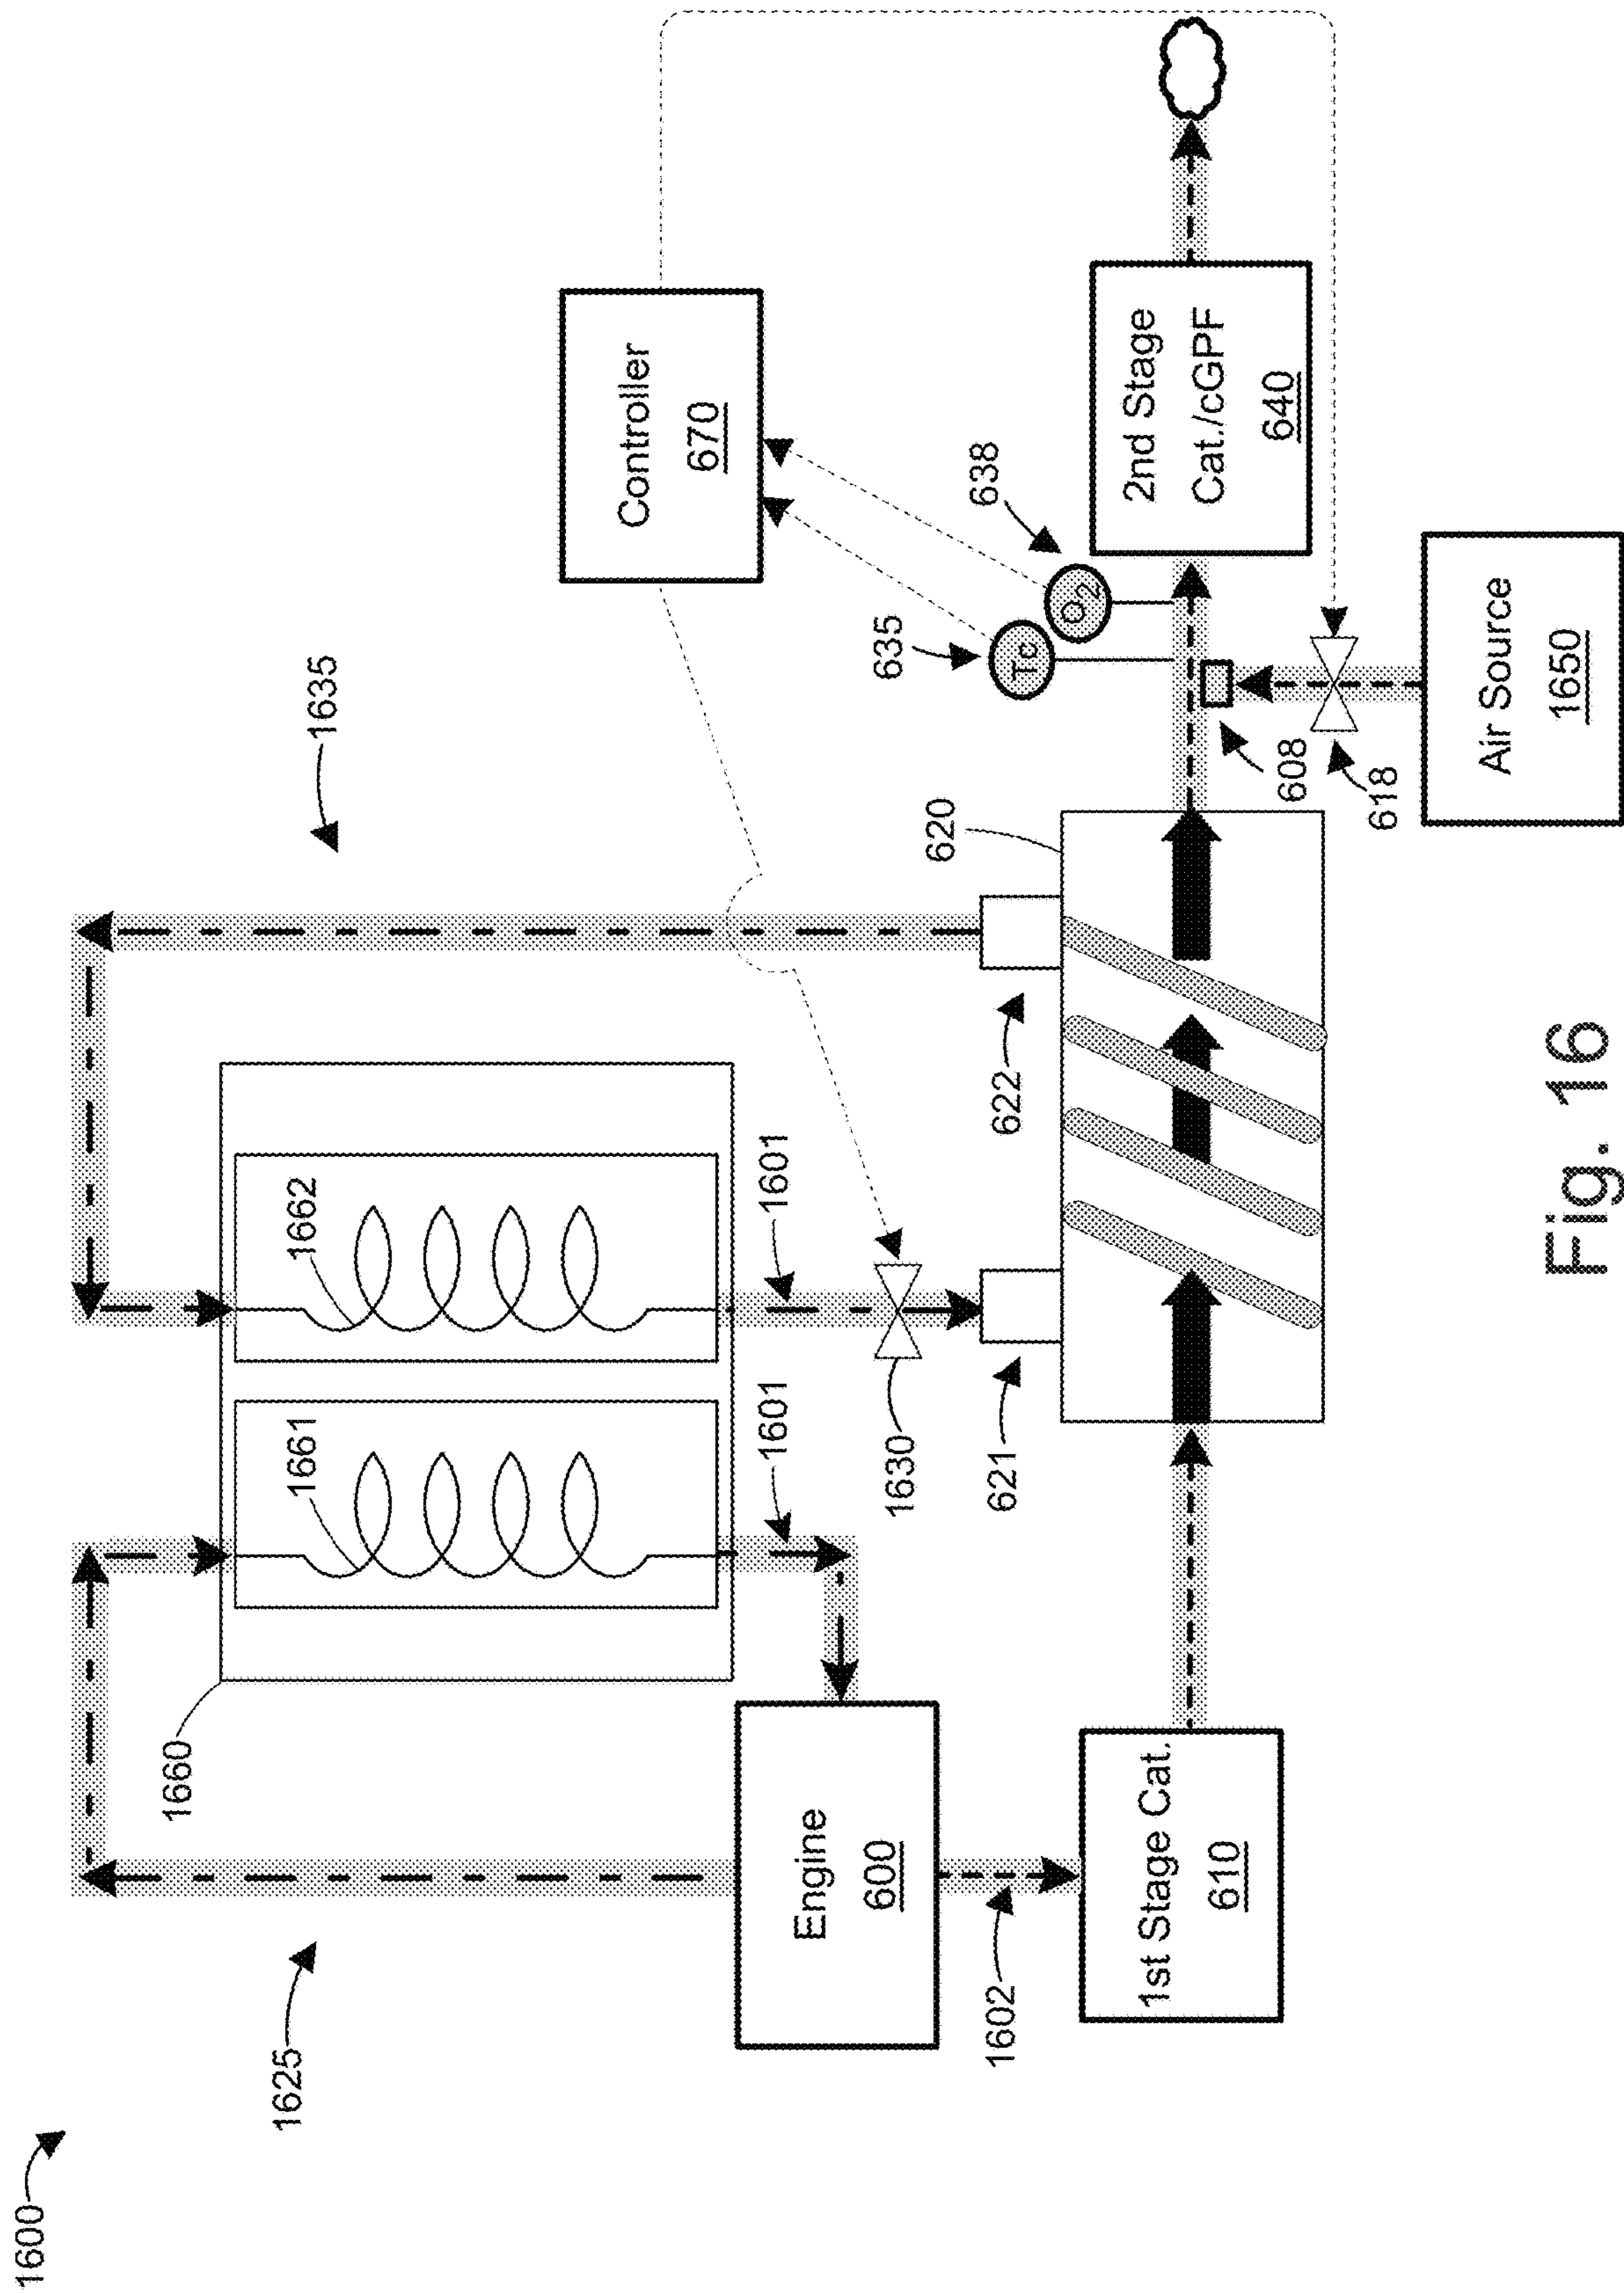 1600
1625
1635
1660
1661
1662
1601
1601
Controller
670
Engine
600
1630
1602
621
622
620
635
638
Tc
O2
1st Stage Cat.
610
2nd Stage
Cat./cGPF
640
608
618
Air Source
1650
Fig. 16